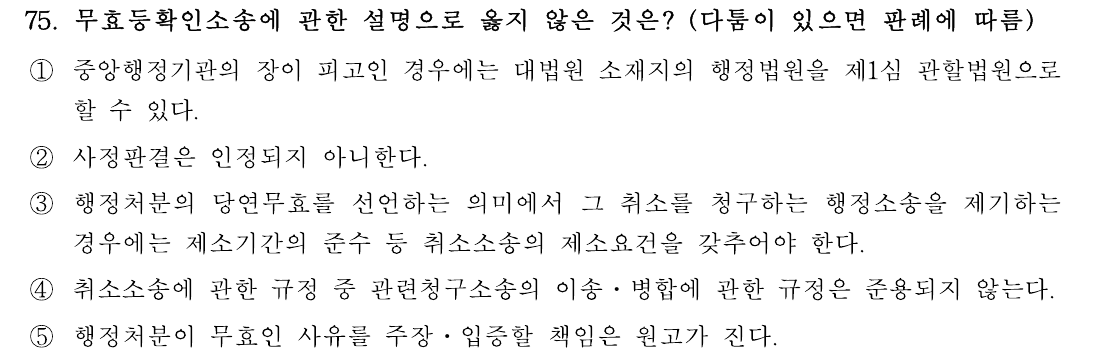 75. 무효등확인소송에 관한 설명으로 옳지 않은 것은? (다툼이 있으면 판례에 따름)
① 중앙행정기관의 장이 피고인 경우에는 대법원 소재지의 행정법원을 제1심 관할법원으로
할 수 있다.
② 사정판결은 인정되지 아니한다.
③ 행정처분의 당연무효를 선언하는 의미에서 그 취소를 청구하는 행정소송을 제기하는
경우에는 제소기간의 준수 등 취소소송의 제소요건을 갖추어야 한다.
④ 취소소송에 관한 규정 중 관련청구소송의 이송・병합에 관한 규정은 준용되지 않는다.
⑤ 행정처분이 무효인 사유를 주장・입증할 책임은 원고가 진다.